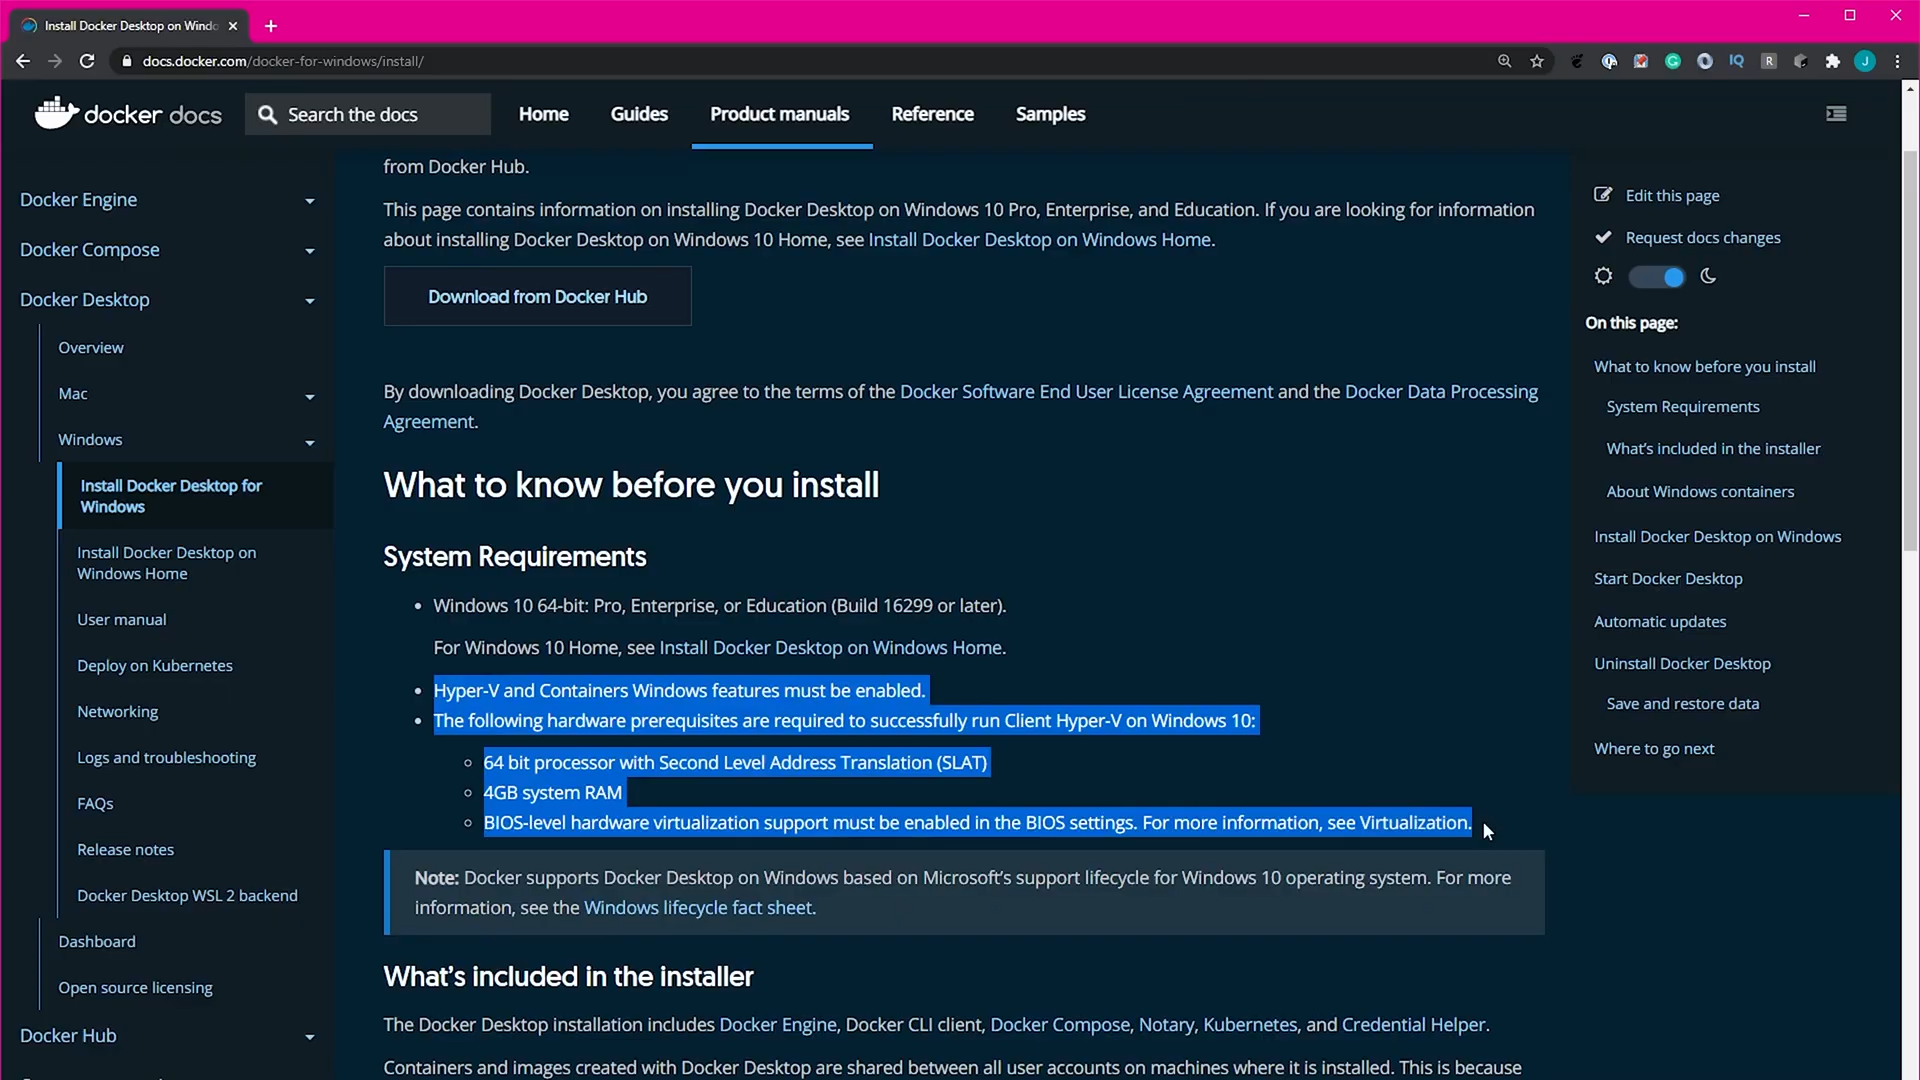 Install Docker Desktop on Windo
docs.docker.com/docker-for-windows/install/
IQ
R
J
docker docs
Search the docs
Home
Guides
Product manuals
Reference
Samples
Docker Engine
Docker Compose
Docker Desktop
Overview
Mac
Windows
Install Docker Desktop for
Windows
Install Docker Desktop on
Windows Home
User manual
Deploy on Kubernetes
Networking
Logs and troubleshooting
FAQs
Release notes
Docker Desktop WSL 2 backend
Dashboard
Open source licensing
Docker Hub
from Docker Hub.
This page contains information on installing Docker Desktop on Windows 10 Pro, Enterprise, and Education. If you are looking for information
about installing Docker Desktop on Windows 10 Home, see Install Docker Desktop on Windows Home.
Download from Docker Hub
By downloading Docker Desktop, you agree to the terms of the Docker Software End User License Agreement and the Docker Data Processing
Agreement.
What to know before you install
System Requirements
• Windows 10 64-bit: Pro, Enterprise, or Education (Build 16299 or later).
For Windows 10 Home, see Install Docker Desktop on Windows Home.
• Hyper-V and Containers Windows features must be enabled.
• The following hardware prerequisites are required to successfully run Client Hyper-V on Windows 10:
◦ 64 bit processor with Second Level Address Translation (SLAT)
◦ 4GB system RAM
◦ BIOS-level hardware virtualization support must be enabled in the BIOS settings. For more information, see Virtualization.
Note: Docker supports Docker Desktop on Windows based on Microsoft's support lifecycle for Windows 10 operating system. For more
information, see the Windows lifecycle fact sheet.
What's included in the installer
The Docker Desktop installation includes Docker Engine, Docker CLI client, Docker Compose, Notary, Kubernetes, and Credential Helper.
Containers and images created with Docker Desktop are shared between all user accounts on machines where it is installed. This is because
Edit this page
Request docs changes
On this page:
What to know before you install
System Requirements
What's included in the installer
About Windows containers
Install Docker Desktop on Windows
Start Docker Desktop
Automatic updates
Uninstall Docker Desktop
Save and restore data
Where to go next